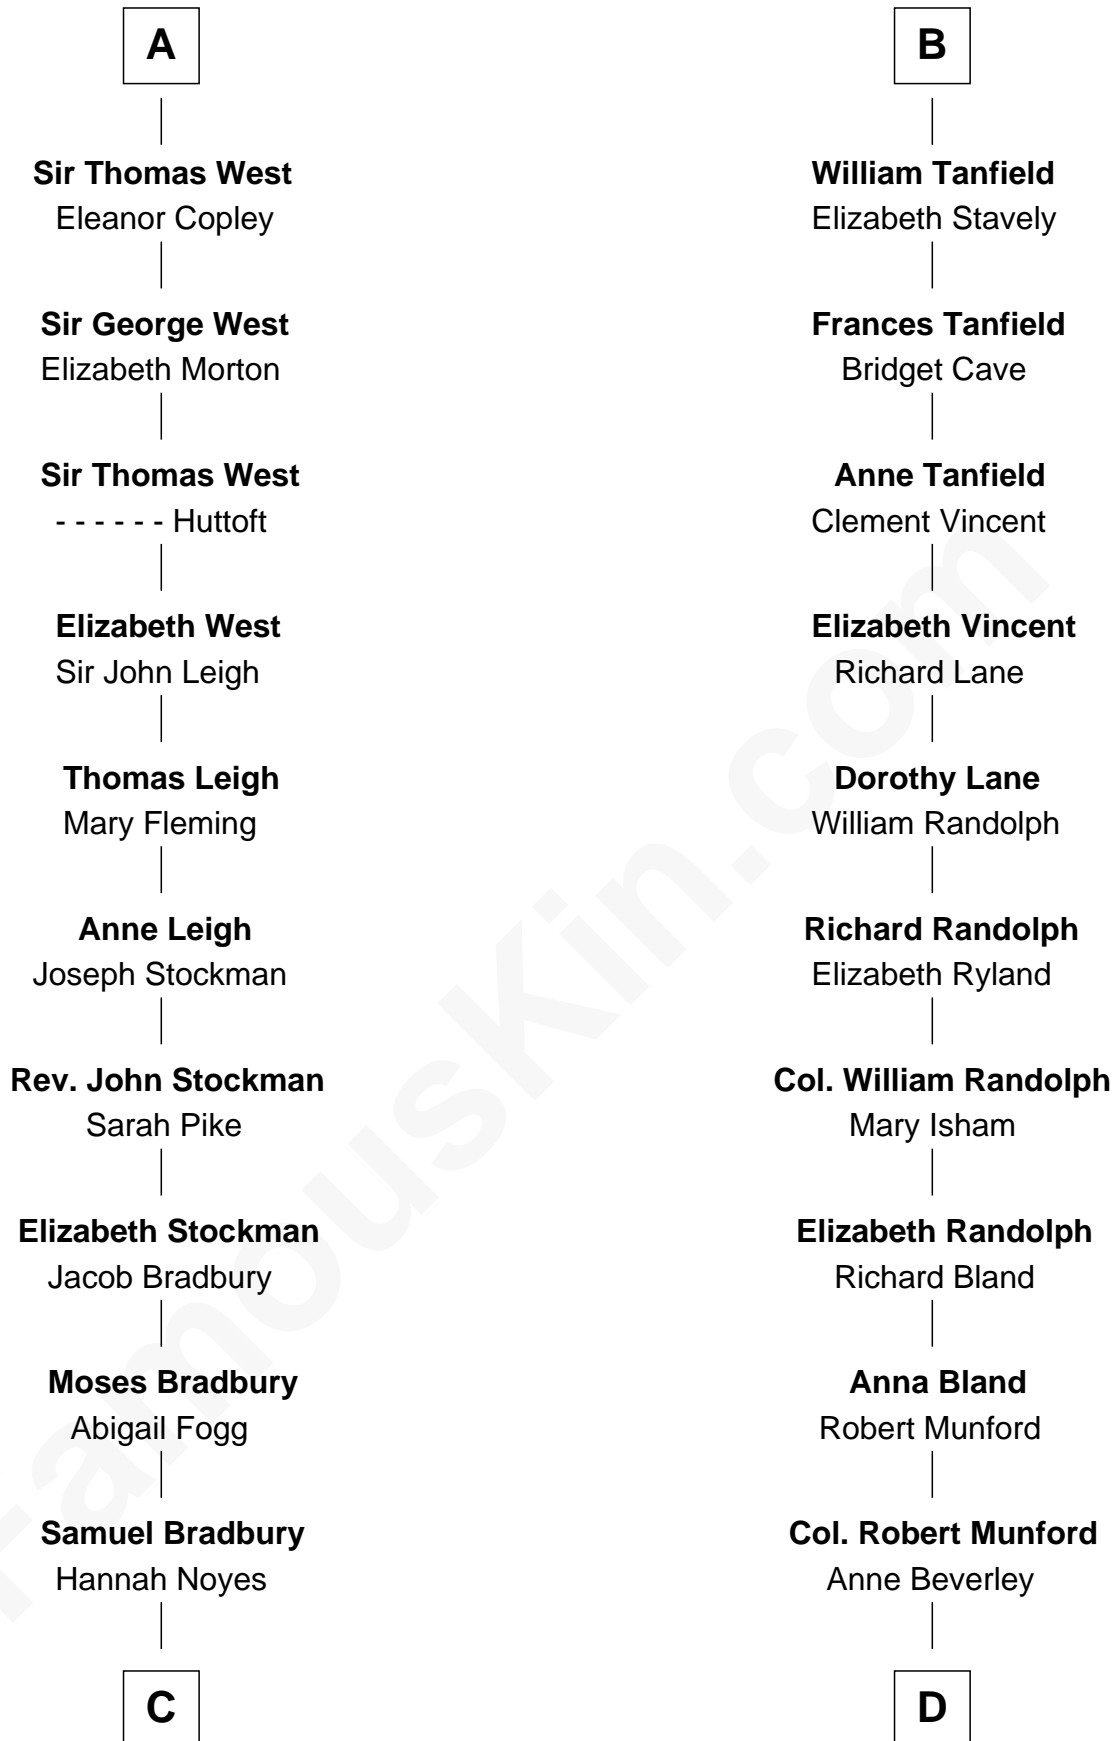 A
Sir Thomas West
Eleanor Copley
Sir George West
Elizabeth Morton
Sir Thomas West
- - - - - - Huttoft
Elizabeth West
Sir John Leigh
Thomas Leigh
Mary Fleming
Anne Leigh
Joseph Stockman
Rev. John Stockman
Sarah Pike
Elizabeth Stockman
Jacob Bradbury
Moses Bradbury
Abigail Fogg
Samuel Bradbury
Hannah Noyes
C
B
William Tanfield
Elizabeth Stavely
Frances Tanfield
Bridget Cave
Anne Tanfield
Clement Vincent
Elizabeth Vincent
Richard Lane
Dorothy Lane
William Randolph
Richard Randolph
Elizabeth Ryland
Col. William Randolph
Mary Isham
Elizabeth Randolph
Richard Bland
Anna Bland
Robert Munford
Col. Robert Munford
Anne Beverley
D
FamousKin.com